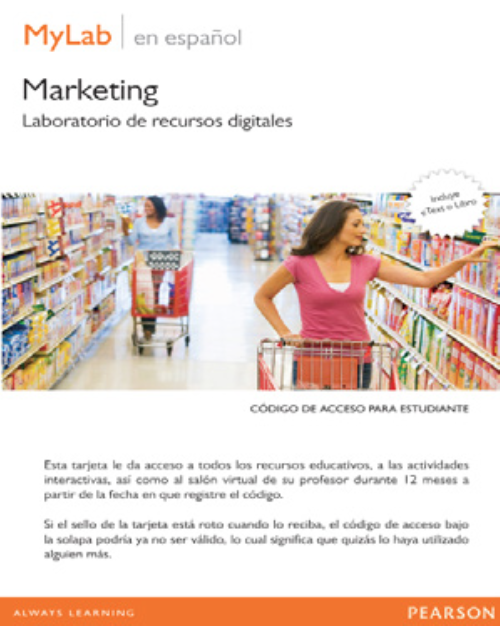 MyLab en español
Marketing
Laboratorio de recursos digitales
Incluye
eText o Libro
CÓDIGO DE ACCESO PARA ESTUDIANTE
Esta tarjeta le da acceso a todos los recursos educativos, a las actividades
interactivas, así como al salón virtual de su profesor durante 12 meses a
partir de la fecha en que registre el código.
Si el sello de la tarjeta está roto cuando lo reciba, el código de acceso bajo
la solapa podría ya no ser válido, lo cual significa que quizás lo haya utilizado
alguien más.
ALWAYS LEARNING PEARSON